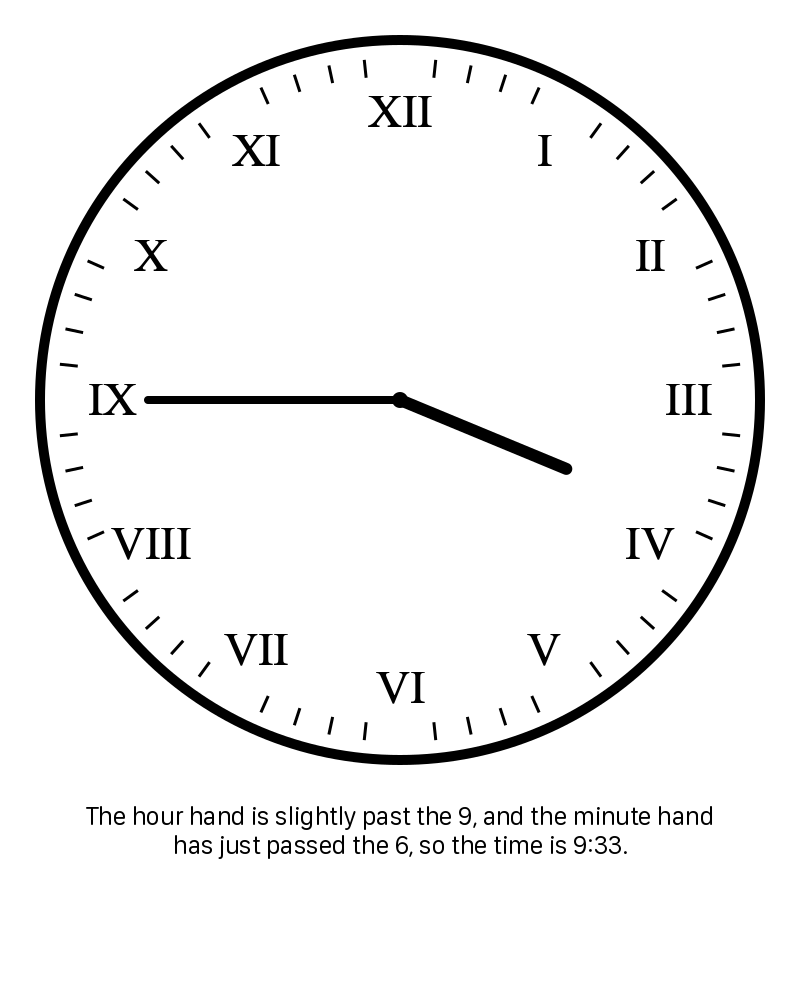 XII
XI
I
X
II
IX
III
VIII
IV
VII
V
VI
The hour hand is slightly past the 9, and the minute hand
has just passed the 6, so the time is 9:33.